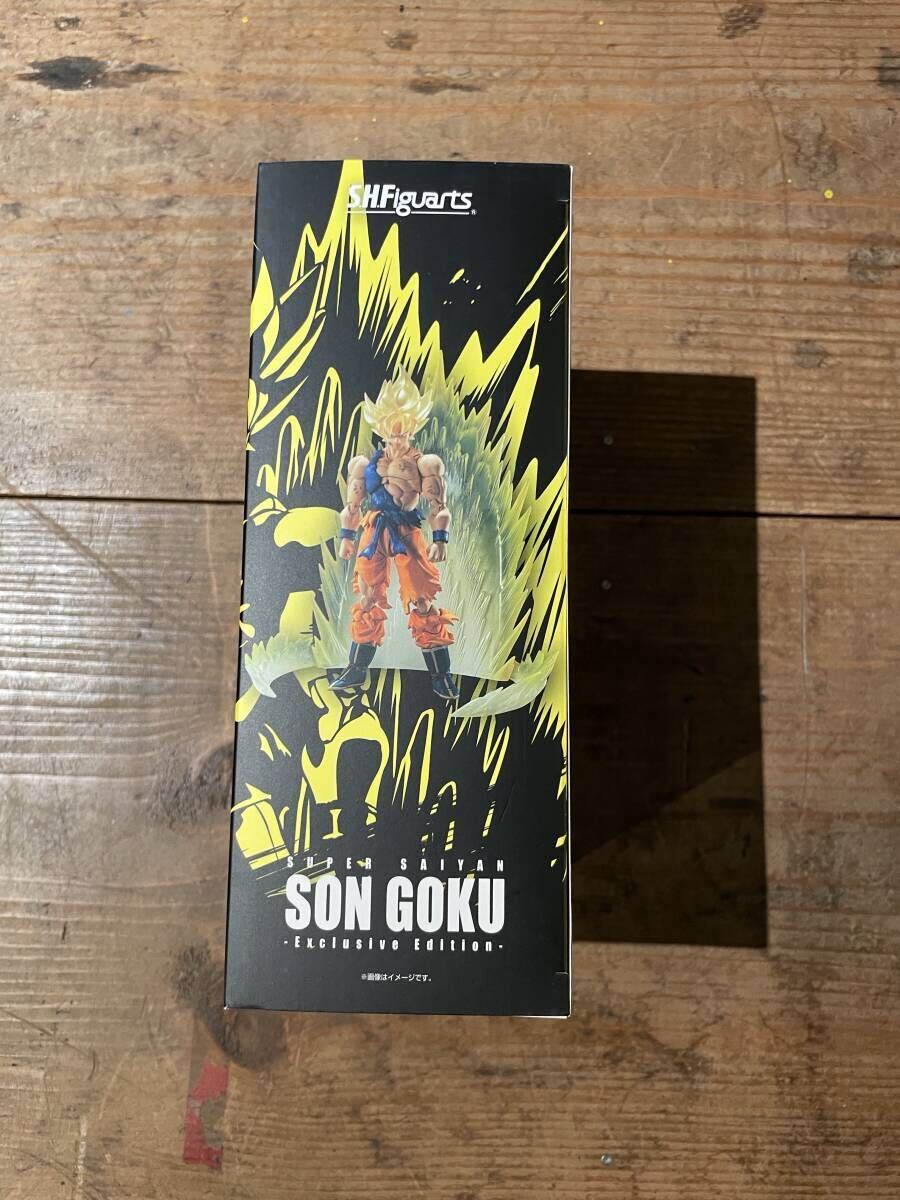 S.H.Figuarts
SUPER SAIYAN
SON GOKU
-Exclusive Edition-
※画像はイメージです。